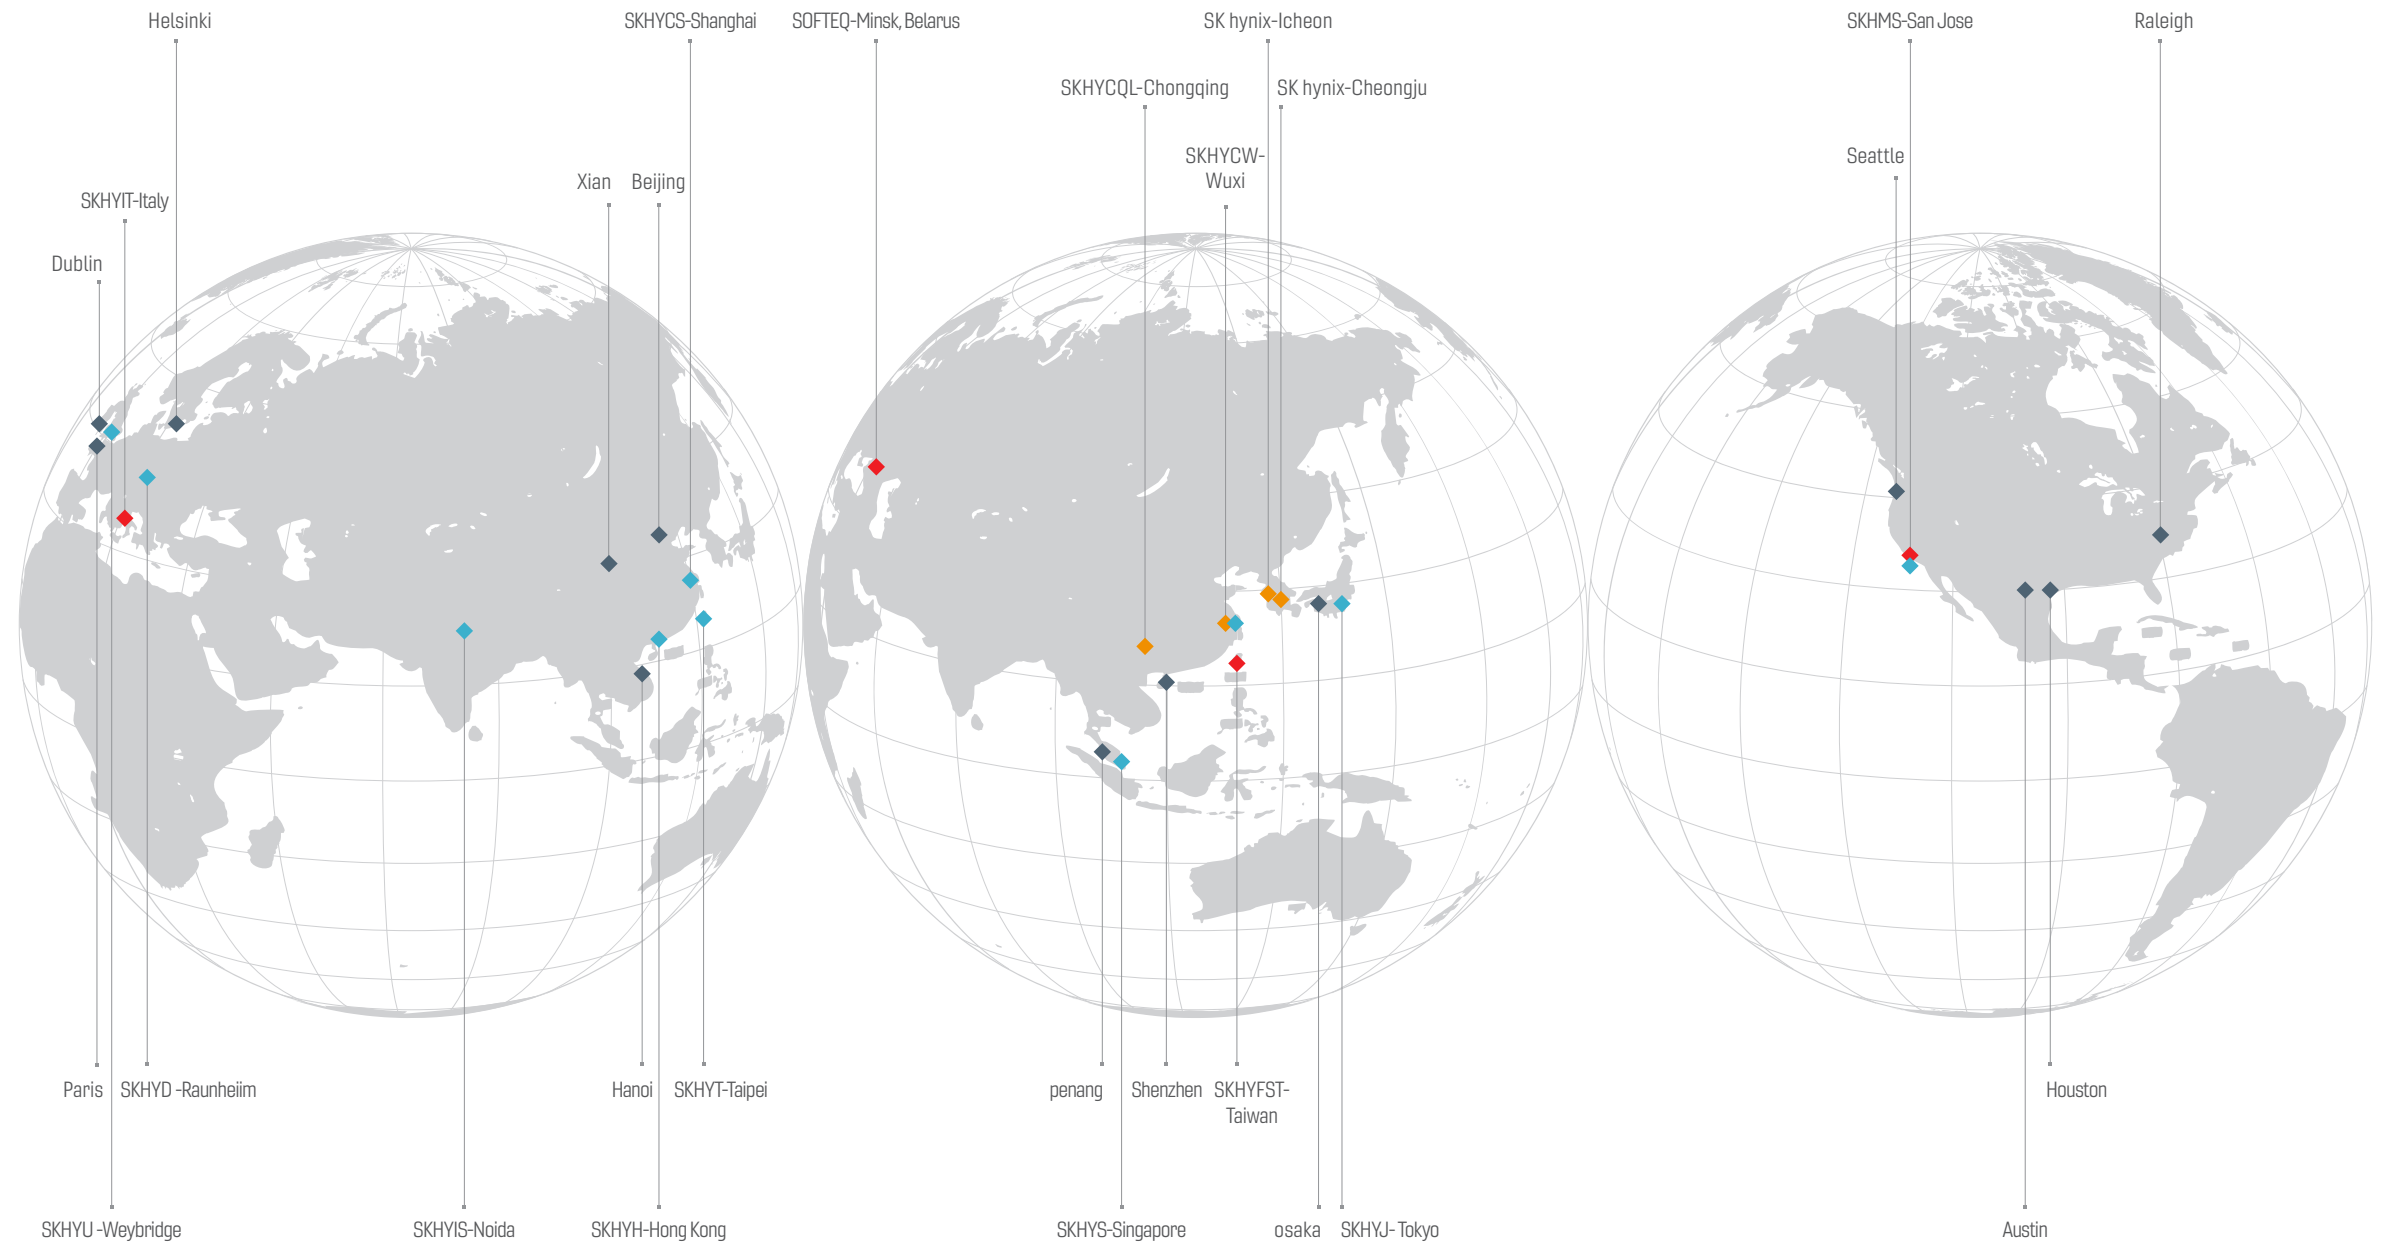 Helsinki
SKHYCS-Shanghai
SOFTEQ-Minsk, Belarus
SK hynix-Icheon
SKHMS-San Jose
Raleigh
SKHYCQL-Chongqing
SK hynix-Cheongju
SKHYCW-
Wuxi
Seattle
Xian
Beijing
SKHYIT-Italy
Dublin
Paris
SKHYD -Raunheiim
Hanoi
SKHYT-Taipei
penang
Shenzhen
SKHYFST-
Taiwan
Houston
SKHYU -Weybridge
SKHYIS-Noida
SKHYH-Hong Kong
SKHYS-Singapore
osaka
SKHYJ- Tokyo
Austin